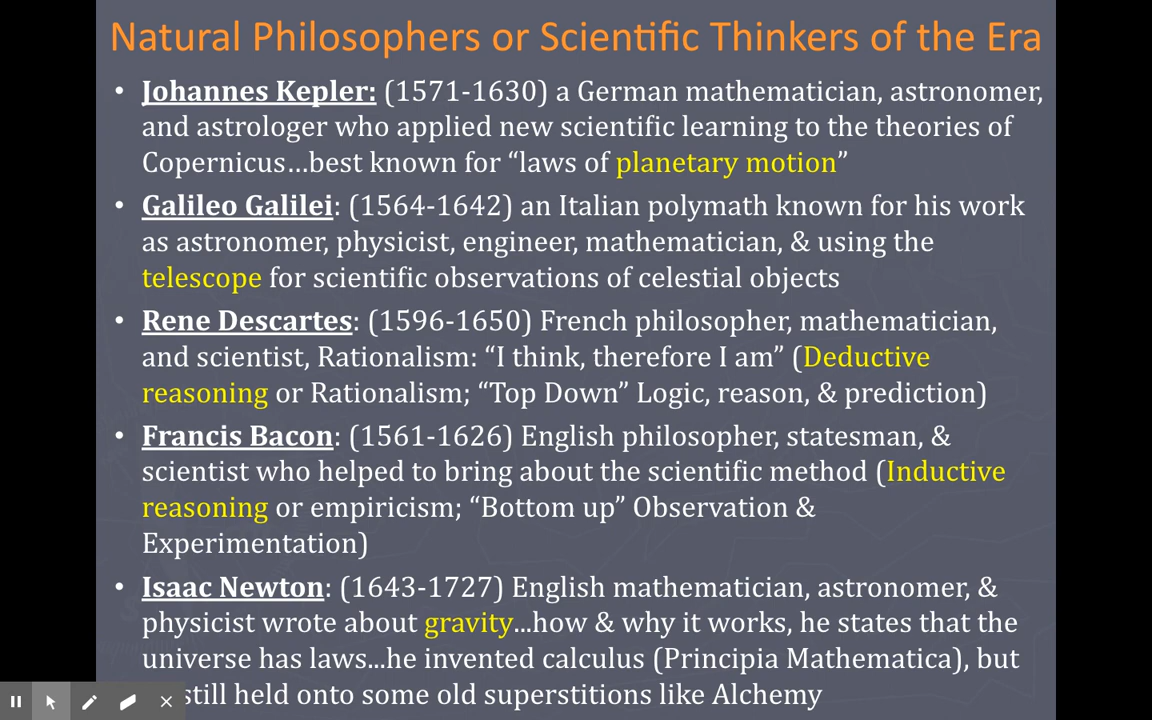 Natural Philosophers or Scientific Thinkers of the Era
• Johannes Kepler: (1571-1630) a German mathematician, astronomer,
and astrologer who applied new scientific learning to the theories of
Copernicus…best known for “laws of planetary motion”
• Galileo Galilei: (1564-1642) an Italian polymath known for his work
as astronomer, physicist, engineer, mathematician, & using the
telescope for scientific observations of celestial objects
• Rene Descartes: (1596-1650) French philosopher, mathematician,
and scientist, Rationalism: “I think, therefore I am” (Deductive
reasoning or Rationalism; “Top Down” Logic, reason, & prediction)
• Francis Bacon: (1561-1626) English philosopher, statesman, &
scientist who helped to bring about the scientific method (Inductive
reasoning or empiricism; “Bottom up” Observation &
Experimentation)
• Isaac Newton: (1643-1727) English mathematician, astronomer, &
physicist wrote about gravity...how & why it works, he states that the
universe has laws...he invented calculus (Principia Mathematica), but
still held onto some old superstitions like Alchemy